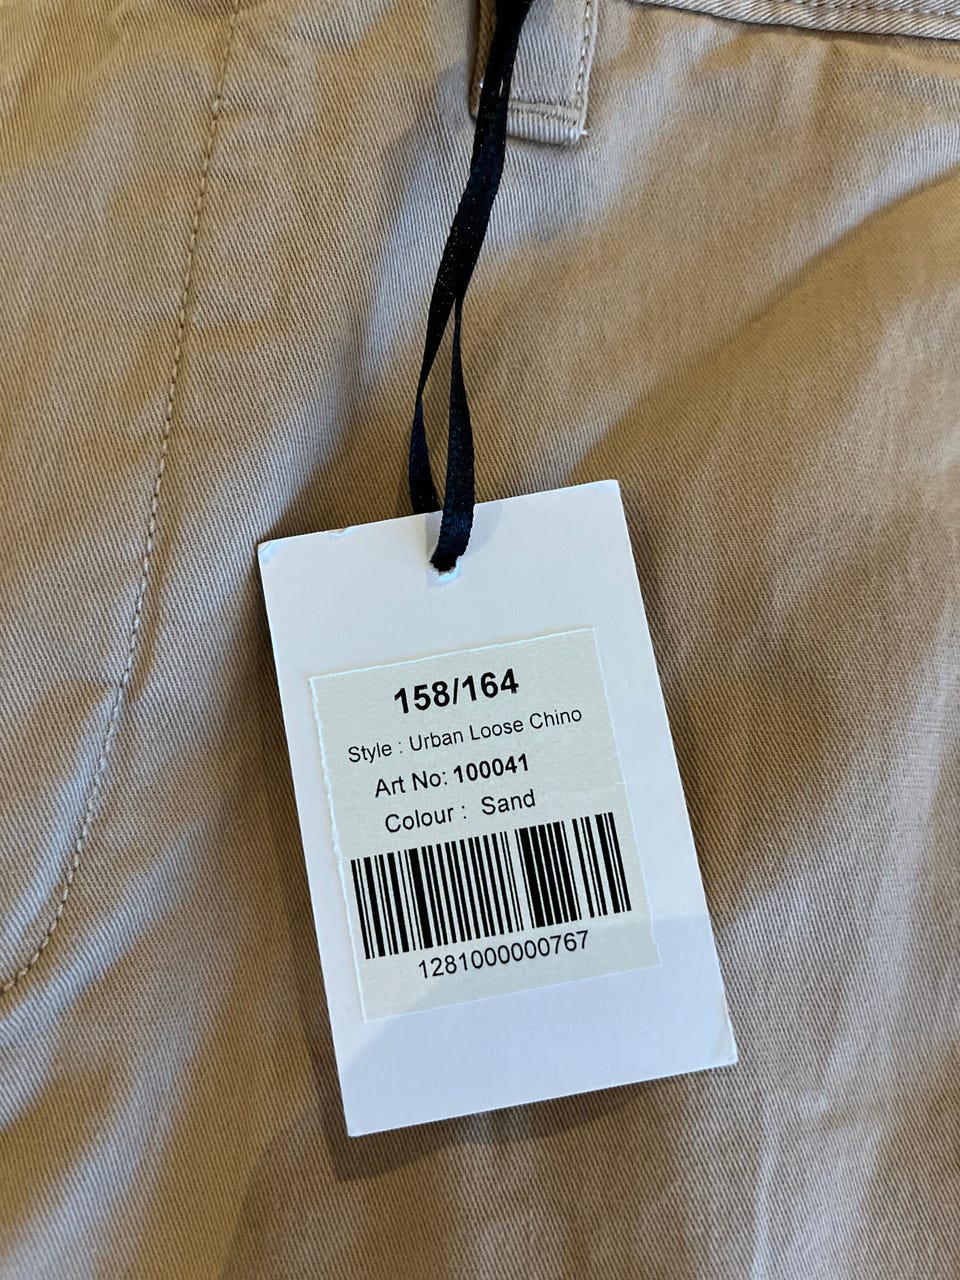 158/164
Style : Urban Loose Chino
Art No: 100041
Colour : Sand
1281000000767